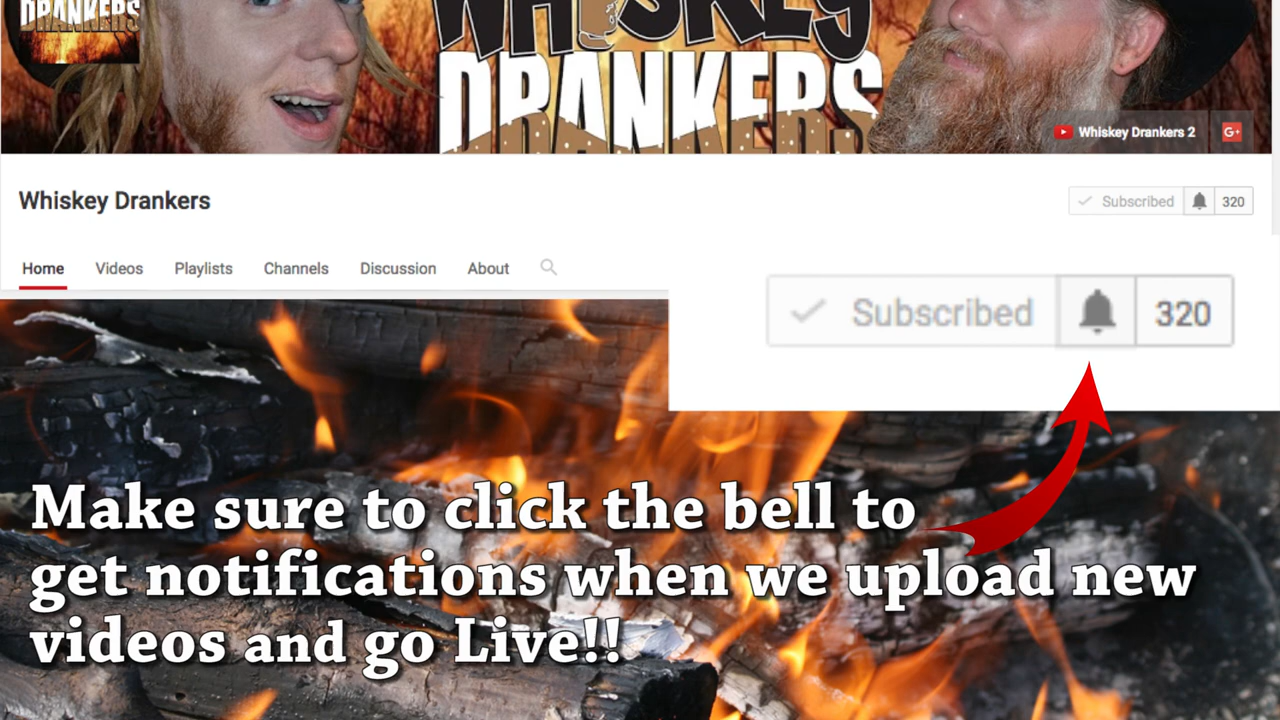 DRANKERS
WHISKEY
DRANKERS
Whiskey Drankers 2
G+
Whiskey Drankers
Subscribed 320
Home Videos Playlists Channels Discussion About
Subscribed 320
Make sure to click the bell to
get notifications when we upload new
videos and go Live!!